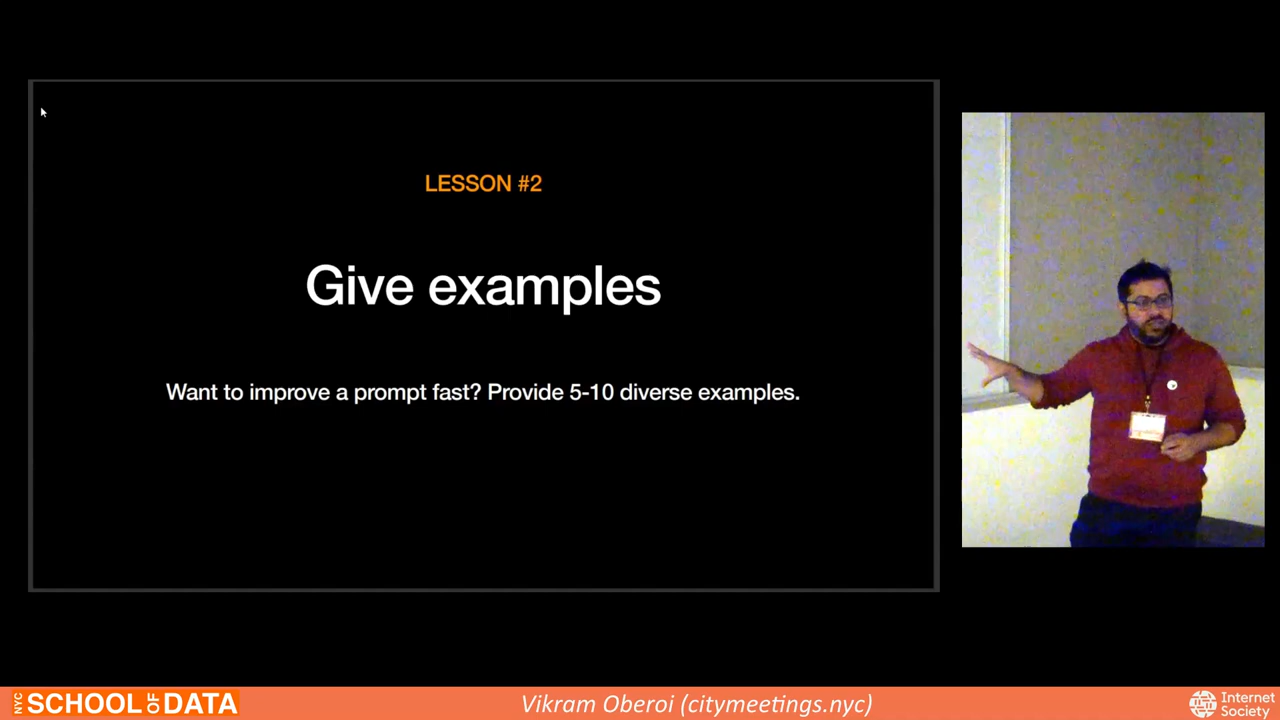 LESSON #2
Give examples
Want to improve a prompt fast? Provide 5-10 diverse examples.
NYC SCHOOL OF DATA
Vikram Oberoi (citymeetings.nyc)
Internet
Society